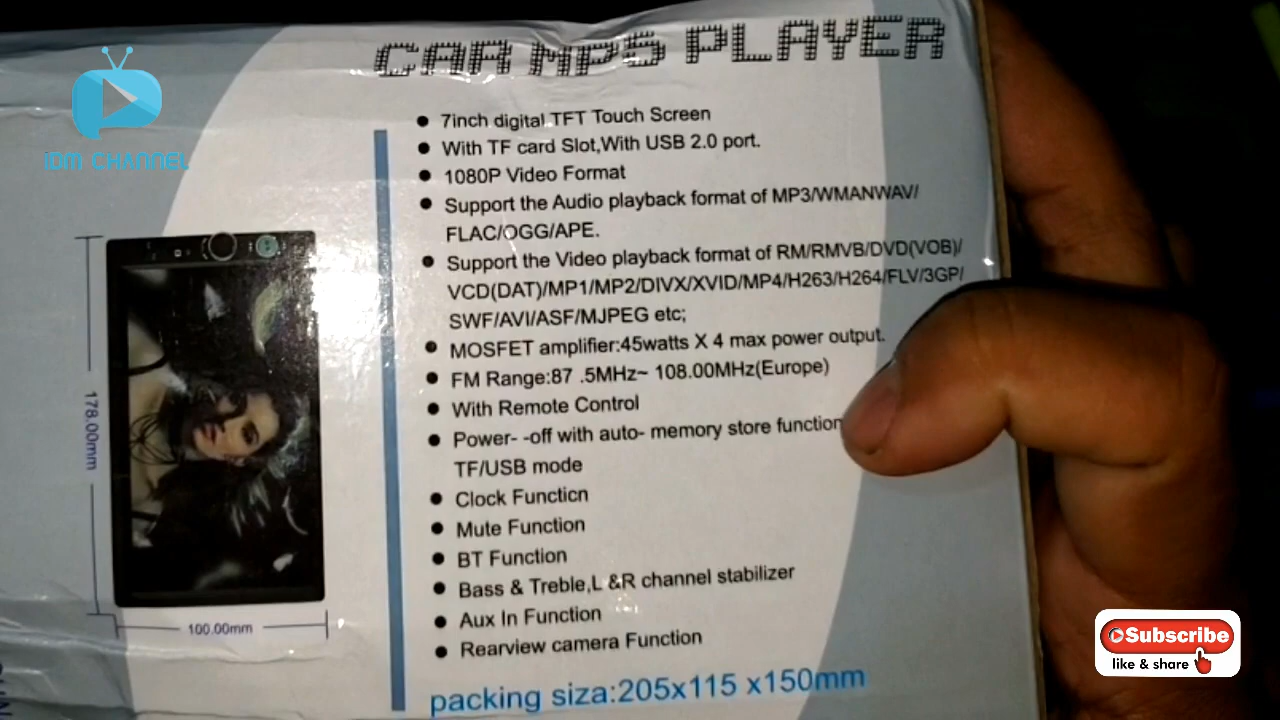 CAR MP5 PLAYER
iDM CHANNEL
7inch digital TFT Touch Screen
With TF card Slot,With USB 2.0 port.
1080P Video Format
Support the Audio playback format of MP3/WMANWAV/
FLAC/OGG/APE.
Support the Video playback format of RM/RMVB/DVD(VOB)/
VCD(DAT)/MP1/MP2/DIVX/XVID/MP4/H263/H264/FLV/3GP/
SWF/AVI/ASF/MJPEG etc;
MOSFET amplifier:45watts X 4 max power output.
FM Range:87 .5MHz~ 108.00MHz(Europe)
With Remote Control
Power- -off with auto- memory store function
TF/USB mode
Clock Function
Mute Function
BT Function
Bass & Treble,L &R channel stabilizer
Aux In Function
Rearview camera Function
178.00mm
100.00mm
packing siza:205x115 x150mm
Subscribe
like & share